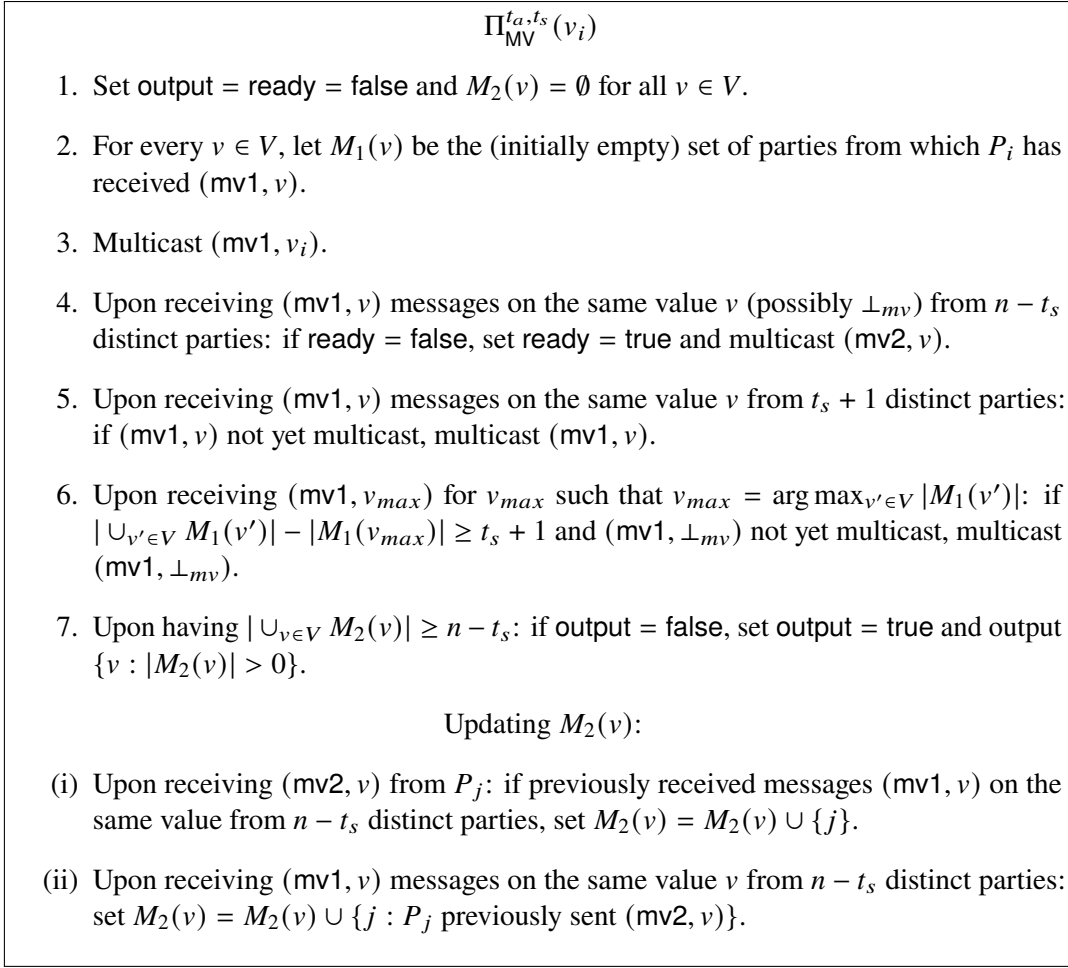 Π_MV^{t_a,t_s}(v_i)
1. Set output = ready = false and M_2(v) = ∅ for all v ∈ V.
2. For every v ∈ V, let M_1(v) be the (initially empty) set of parties from which P_i has
received (mv1, v).
3. Multicast (mv1, v_i).
4. Upon receiving (mv1, v) messages on the same value v (possibly ⊥_mv) from n − t_s
distinct parties: if ready = false, set ready = true and multicast (mv2, v).
5. Upon receiving (mv1, v) messages on the same value v from t_s + 1 distinct parties:
if (mv1, v) not yet multicast, multicast (mv1, v).
6. Upon receiving (mv1, v_max) for v_max such that v_max = arg max_{v′∈V} |M_1(v′)|: if
| ∪_{v′∈V} M_1(v′)| − |M_1(v_max)| ≥ t_s + 1 and (mv1, ⊥_mv) not yet multicast, multicast
(mv1, ⊥_mv).
7. Upon having | ∪_{v∈V} M_2(v)| ≥ n − t_s: if output = false, set output = true and output
{v : |M_2(v)| > 0}.
Updating M_2(v):
(i) Upon receiving (mv2, v) from P_j: if previously received messages (mv1, v) on the
same value from n − t_s distinct parties, set M_2(v) = M_2(v) ∪ {j}.
(ii) Upon receiving (mv1, v) messages on the same value v from n − t_s distinct parties:
set M_2(v) = M_2(v) ∪ {j : P_j previously sent (mv2, v)}.